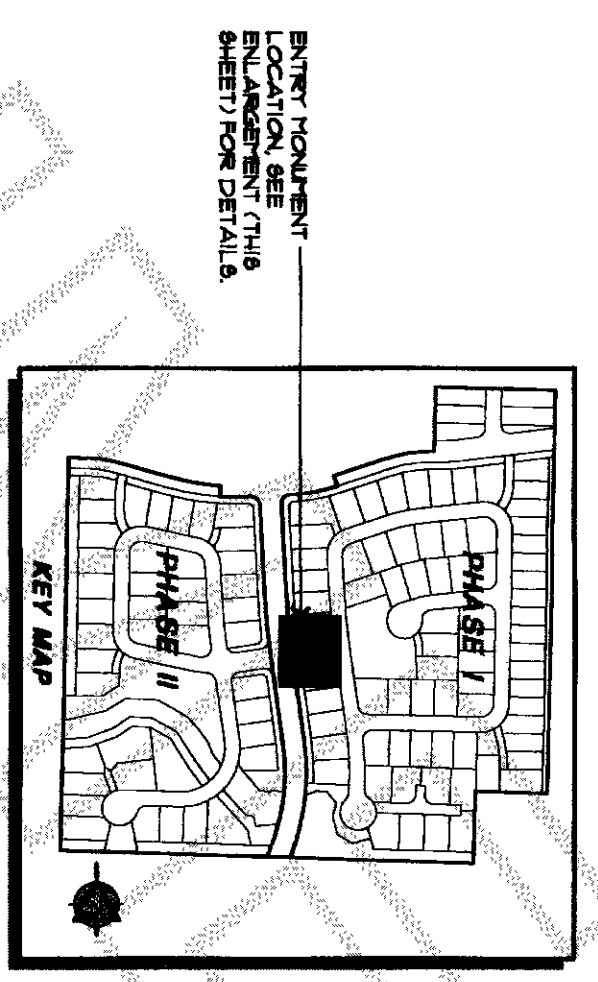 ENTRY MONUMENT
LOCATION, SEE
ENLARGEMENT (THIS
SHEET) FOR DETAILS.
PHASE I
PHASE II
KEY MAP